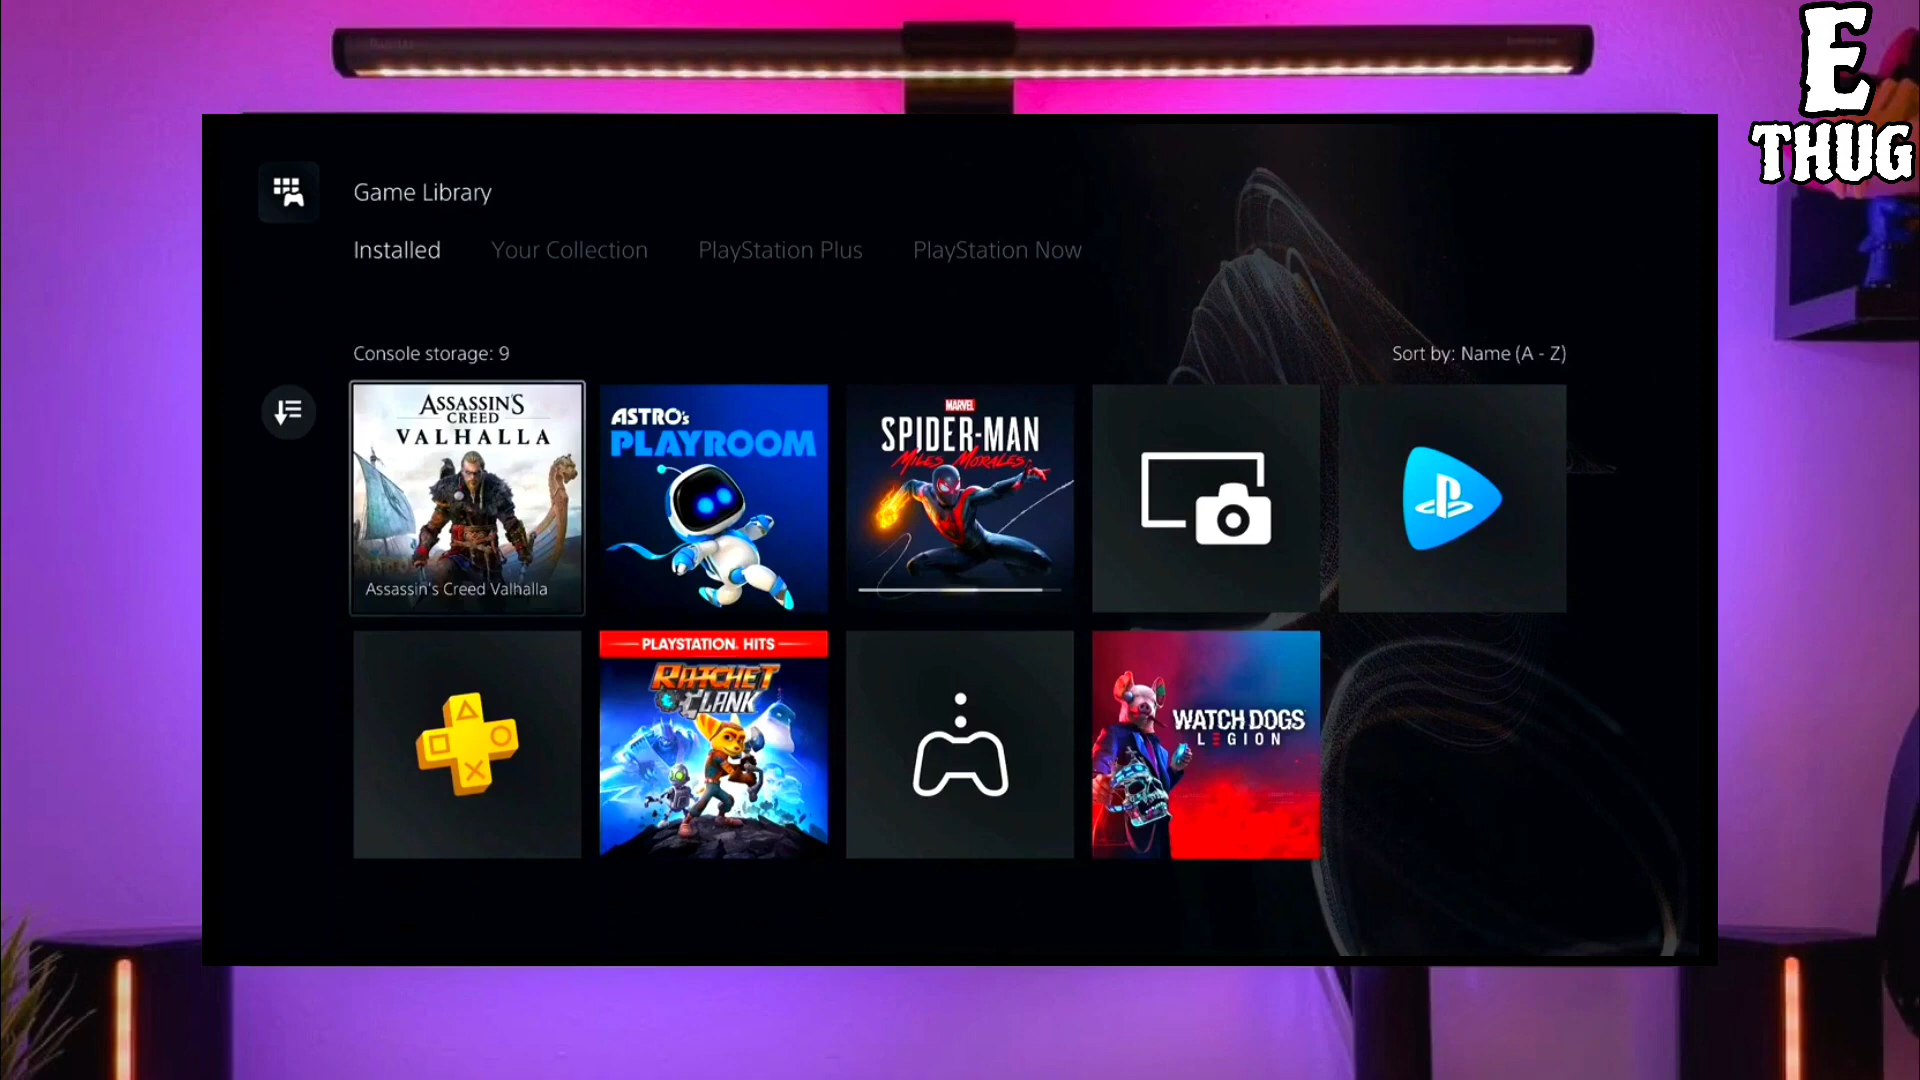 E
THUG
Game Library
Installed Your Collection PlayStation Plus PlayStation Now
Console storage: 9
Sort by: Name (A - Z)
ASSASSIN'S
CREED
VALHALLA
Assassin's Creed Valhalla
ASTRO's
PLAYROOM
MARVEL
SPIDER-MAN
MILES MORALES
PLAYSTATION HITS
RATCHET
CLANK
WATCH DOGS
LEGION